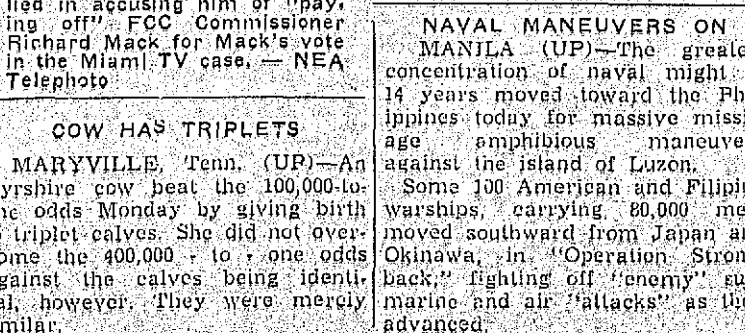 lied in accusing him of "pay-
ing off" FCC Commissioner
Richard Mack for Mack's vote
in the Miami TV case. — NEA
Telephoto
COW HAS TRIPLETS
MARYVILLE, Tenn. (UP)—An
yrshire cow beat the 100,000-to-
ne odds Monday by giving birth
triplet calves. She did not over-
ome the 400,000 - to - one odds
gainst the calves being identi-
al, however. They were merely
milar.
NAVAL MANEUVERS ON
MANILA (UP)—The greate
concentration of naval might
14 years moved toward the Ph
ippines today for massive missi
age amphibious maneuve
against the island of Luzon.
Some 100 American and Filipi
warships, carrying 80,000 me
moved southward from Japan a
Okinawa, in "Operation Stron
back," fighting off "enemy" su
marine and air "attacks" as the
advanced.